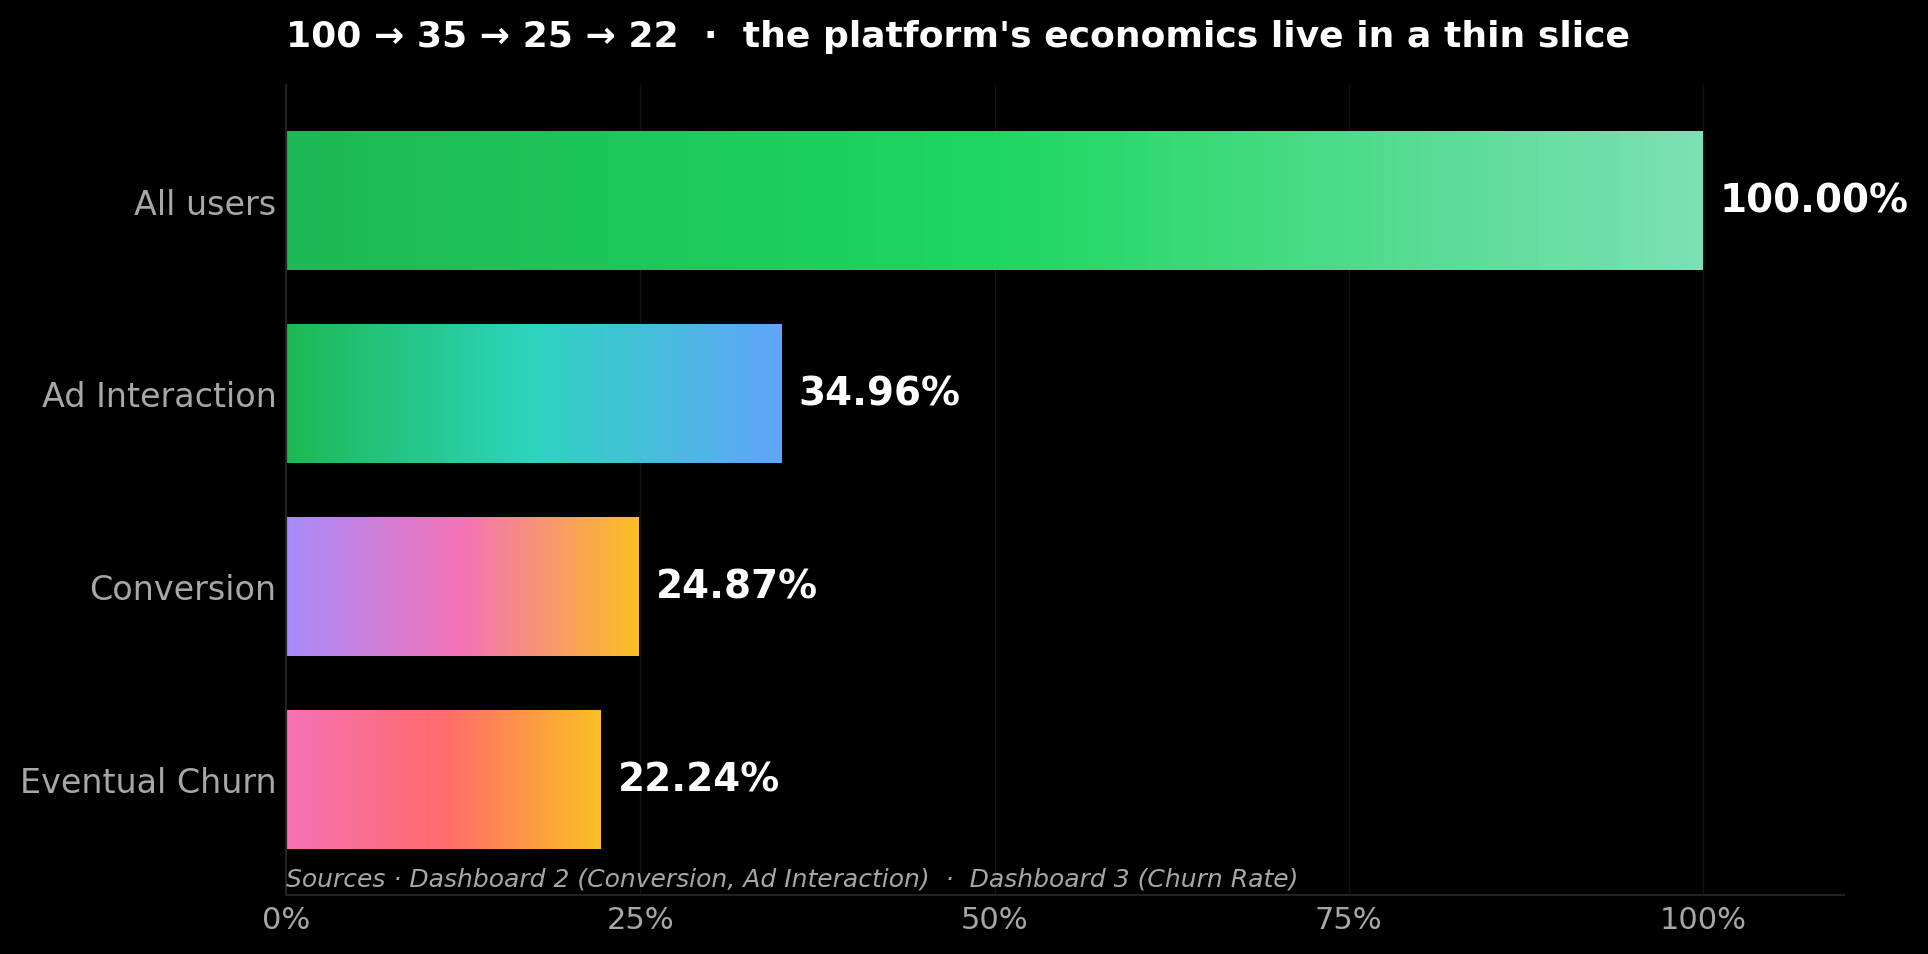 100 → 35 → 25 → 22 · the platform's economics live in a thin slice
All users
100.00%
Ad Interaction
34.96%
Conversion
24.87%
Eventual Churn
22.24%
Sources · Dashboard 2 (Conversion, Ad Interaction) · Dashboard 3 (Churn Rate)
0% 25% 50% 75% 100%